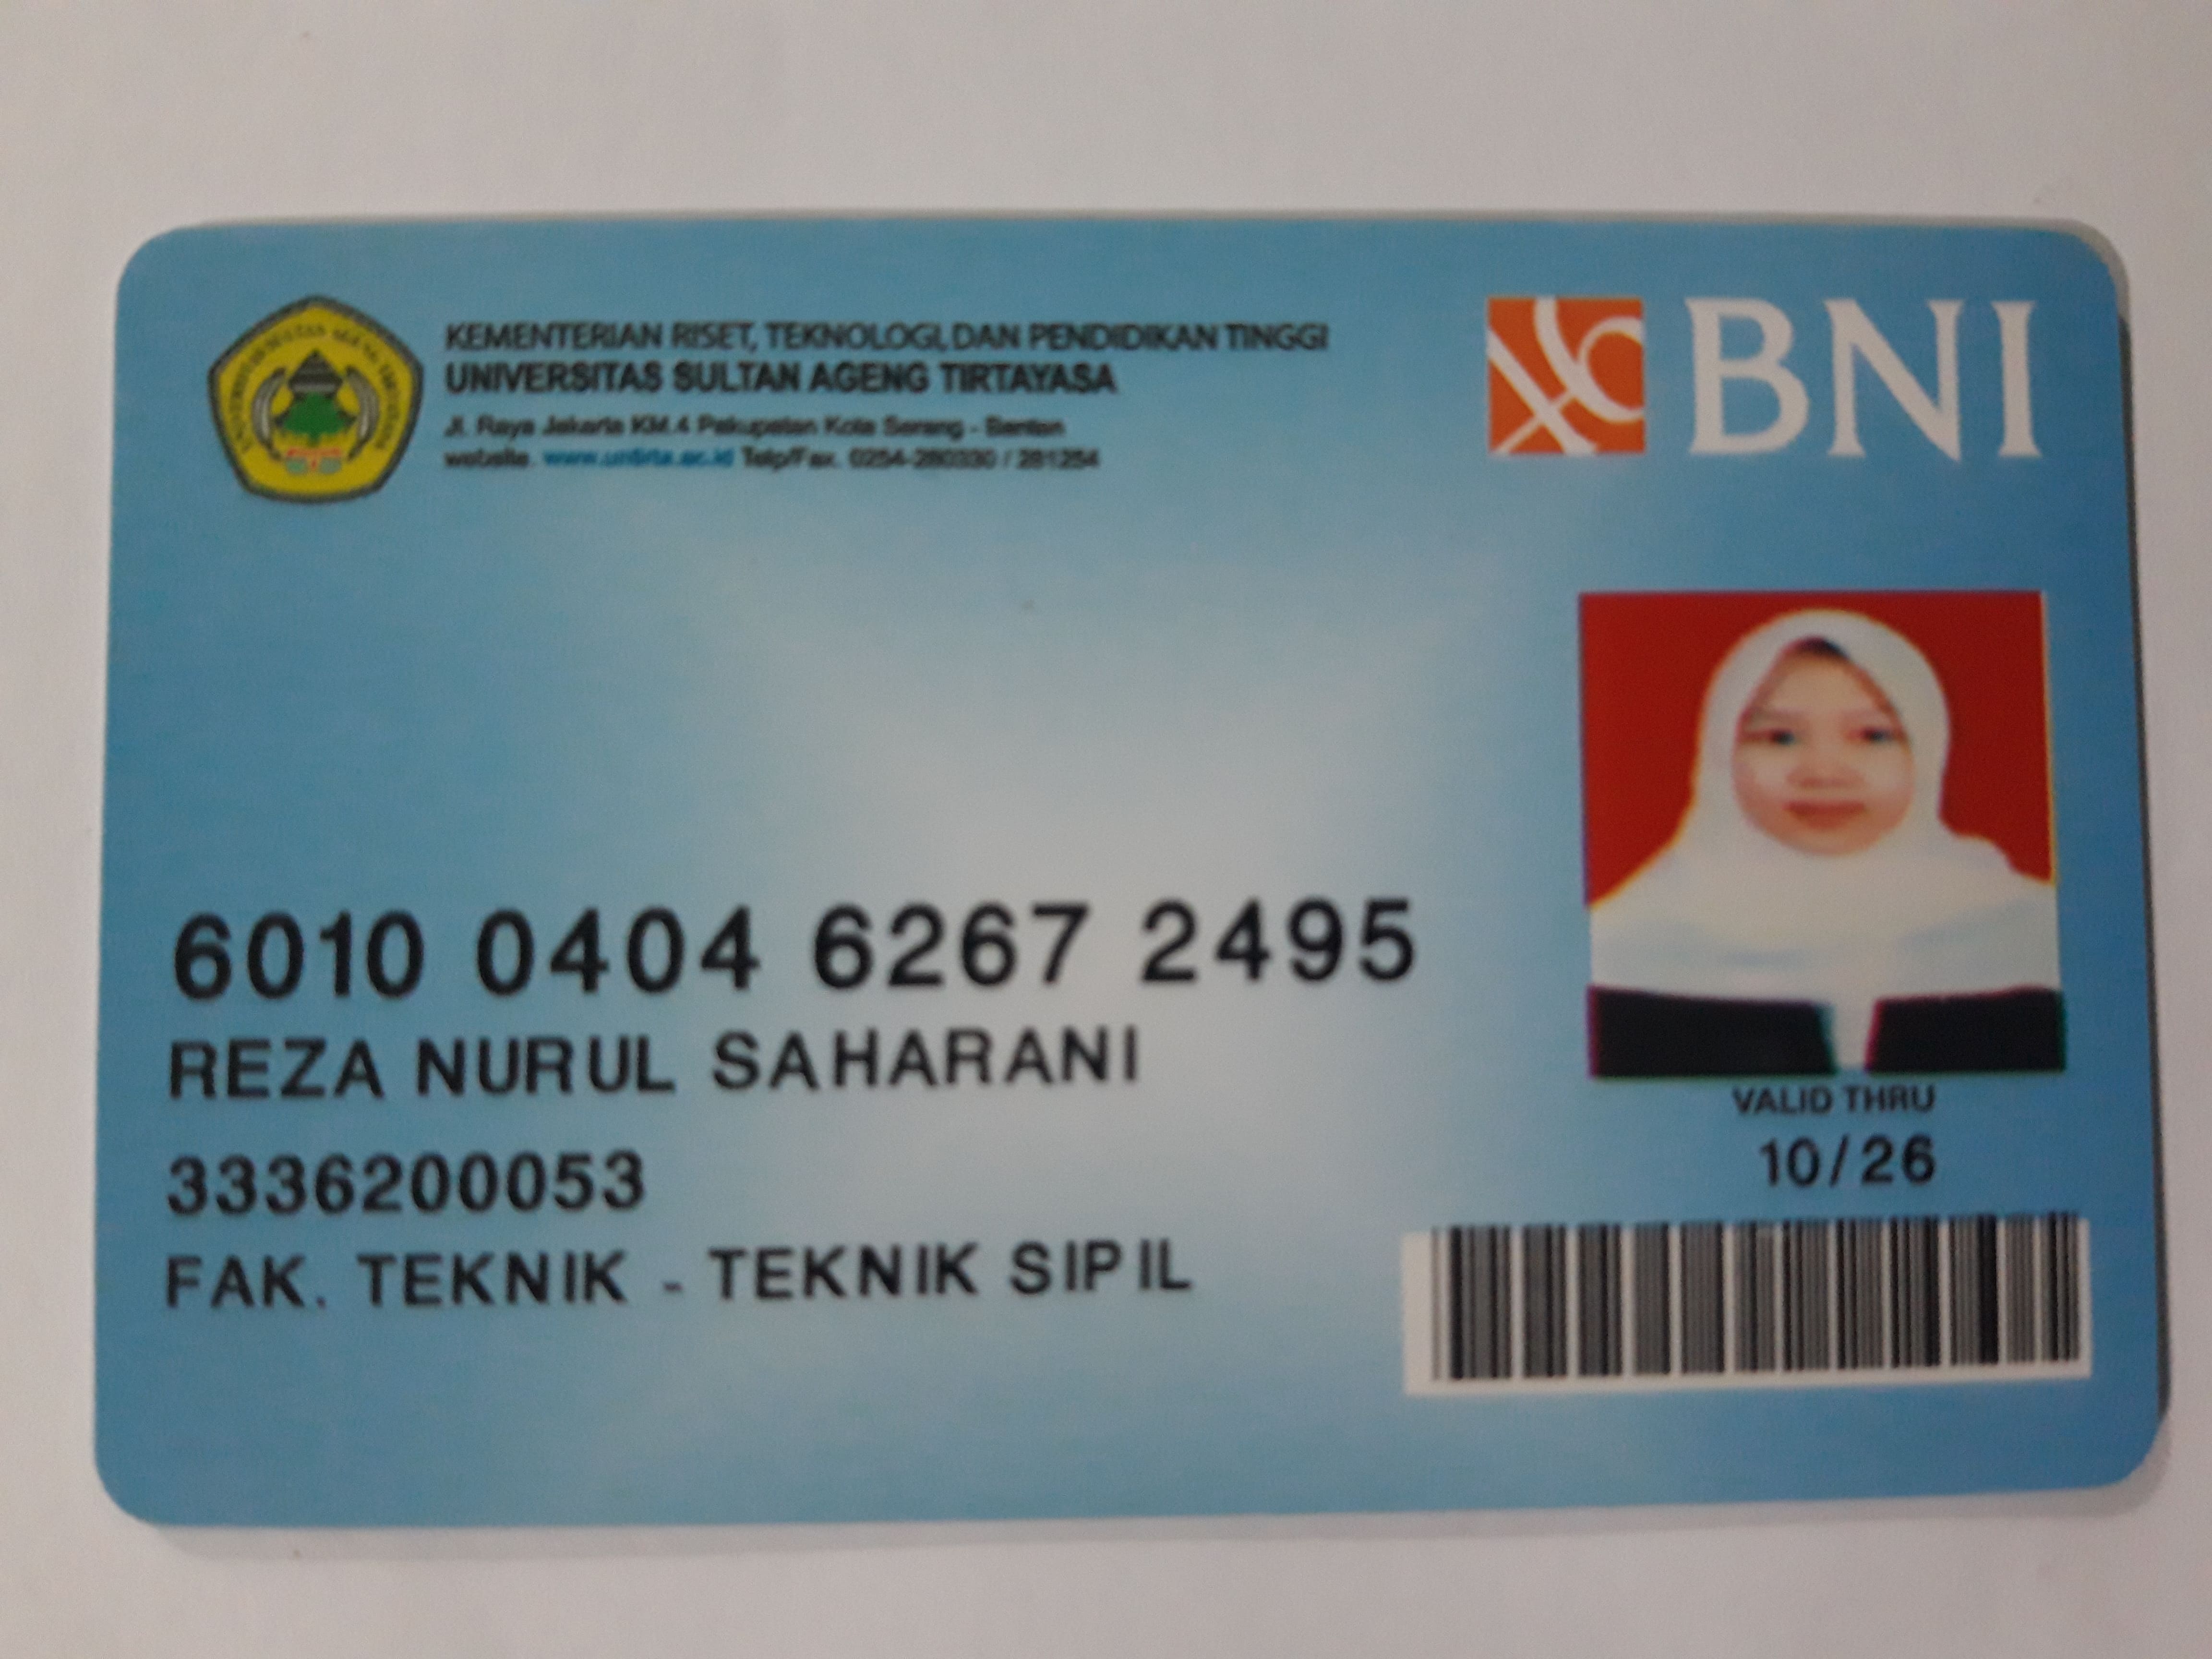 KEMENTERIAN RISET, TEKNOLOGI, DAN PENDIDIKAN TINGGI
UNIVERSITAS SULTAN AGENG TIRTAYASA
Jl. Raya Jakarta KM.4 Pakupatan Kota Serang - Banten
website. www.untirta.ac.id Telp/Fax. 0254-280330 / 281254
BNI
6010 0404 6267 2495
REZA NURUL SAHARANI
3336200053
FAK. TEKNIK - TEKNIK SIPIL
VALID THRU
10/26